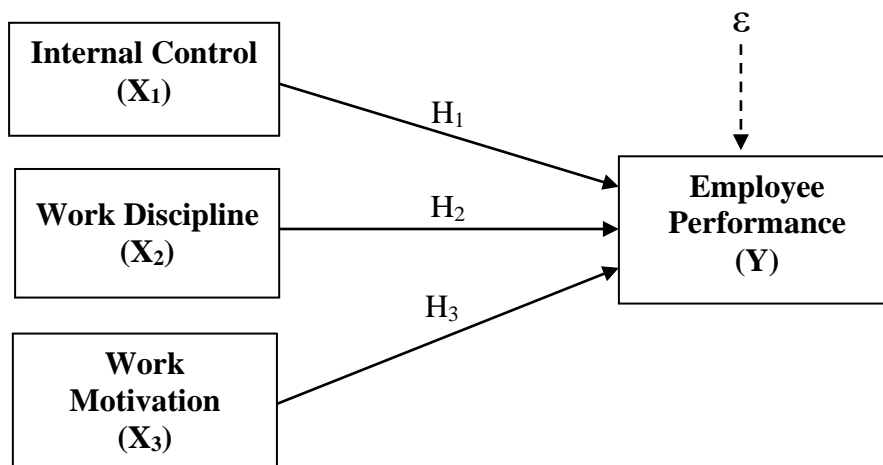 Internal Control
(X₁)
ε
H₁
Work Discipline
(X₂)
H₂
Employee
Performance
(Y)
H₃
Work
Motivation
(X₃)